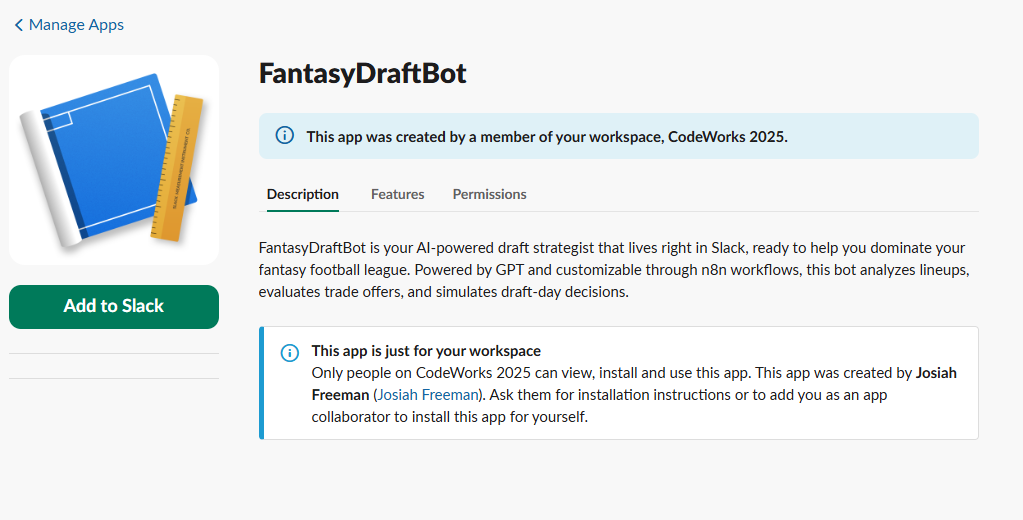 Manage Apps
FantasyDraftBot
This app was created by a member of your workspace, CodeWorks 2025.
Description Features Permissions
FantasyDraftBot is your AI-powered draft strategist that lives right in Slack, ready to help you dominate your
fantasy football league. Powered by GPT and customizable through n8n workflows, this bot analyzes lineups,
evaluates trade offers, and simulates draft-day decisions.
Add to Slack
This app is just for your workspace
Only people on CodeWorks 2025 can view, install and use this app. This app was created by Josiah
Freeman (Josiah Freeman). Ask them for installation instructions or to add you as an app
collaborator to install this app for yourself.